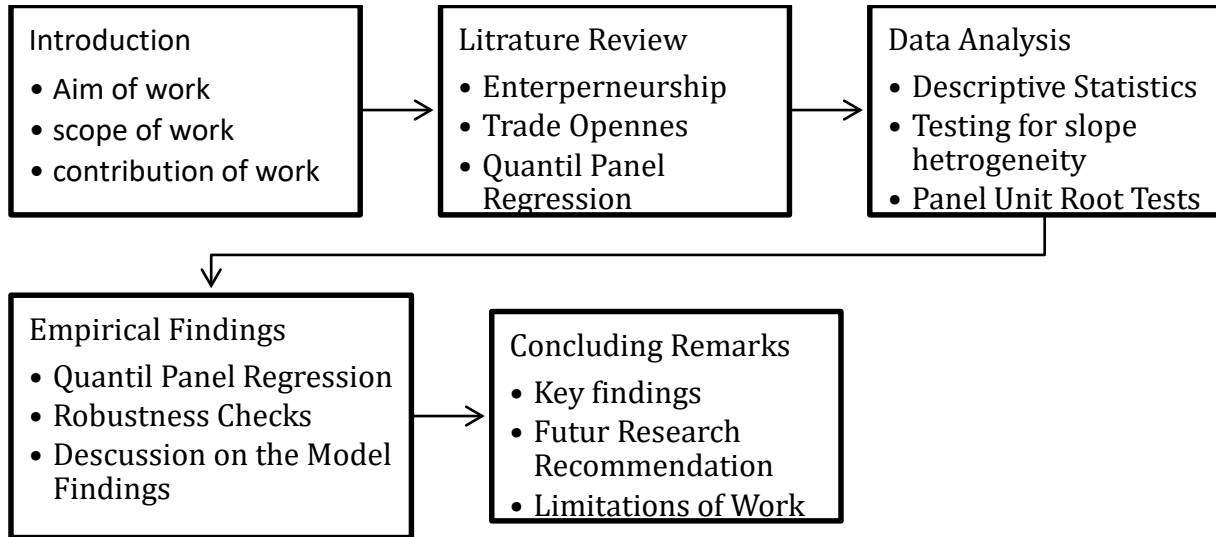 Introduction
• Aim of work
• scope of work
• contribution of work
Litrature Review
• Enterperneurship
• Trade Opennes
• Quantil Panel
Regression
Data Analysis
• Descriptive Statistics
• Testing for slope
hetrogeneity
• Panel Unit Root Tests
Empirical Findings
• Quantil Panel Regression
• Robustness Checks
• Descussion on the Model
Findings
Concluding Remarks
• Key findings
• Futur Research
Recommendation
• Limitations of Work